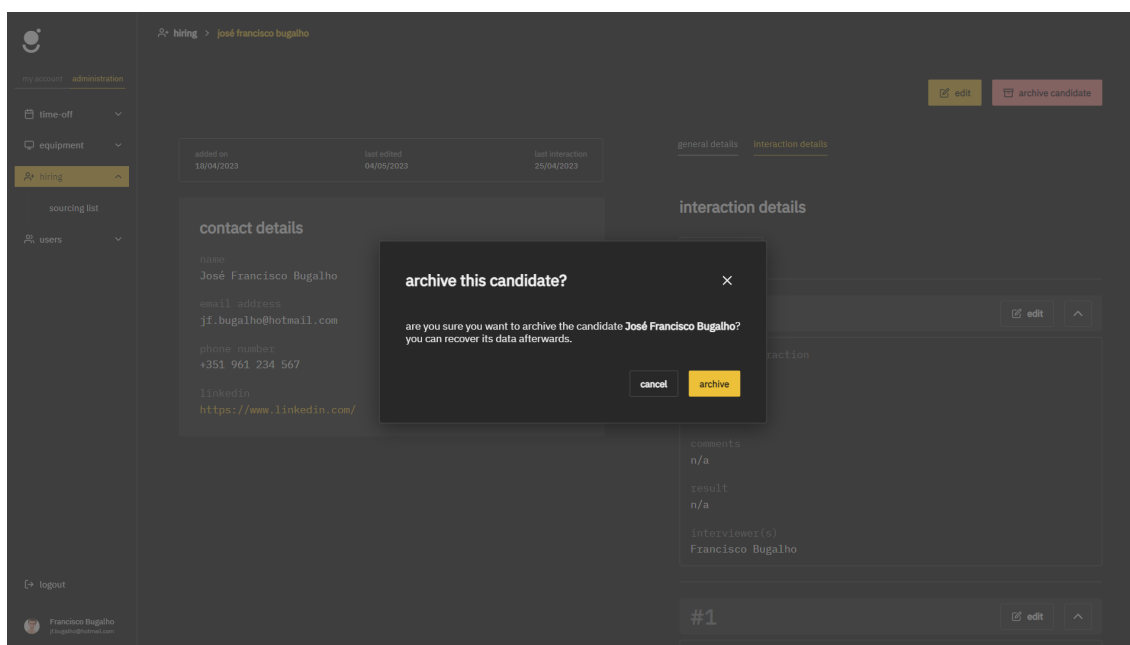 hiring > josé francisco bugalho
my account administration
time-off
equipment
hiring
sourcing list
users
logout
Francisco Bugalho
jf.bugalho@hotmail.com
edit
archive candidate
added on
18/04/2023
last edited
04/05/2023
last interaction
25/04/2023
contact details
name
José Francisco Bugalho
email address
jf.bugalho@hotmail.com
phone number
+351 961 234 567
linkedin
https://www.linkedin.com/
general details interaction details
interaction details
archive this candidate?
are you sure you want to archive the candidate José Francisco Bugalho?
you can recover its data afterwards.
cancel archive
edit
comments
n/a
result
n/a
interviewer(s)
Francisco Bugalho
#1
edit